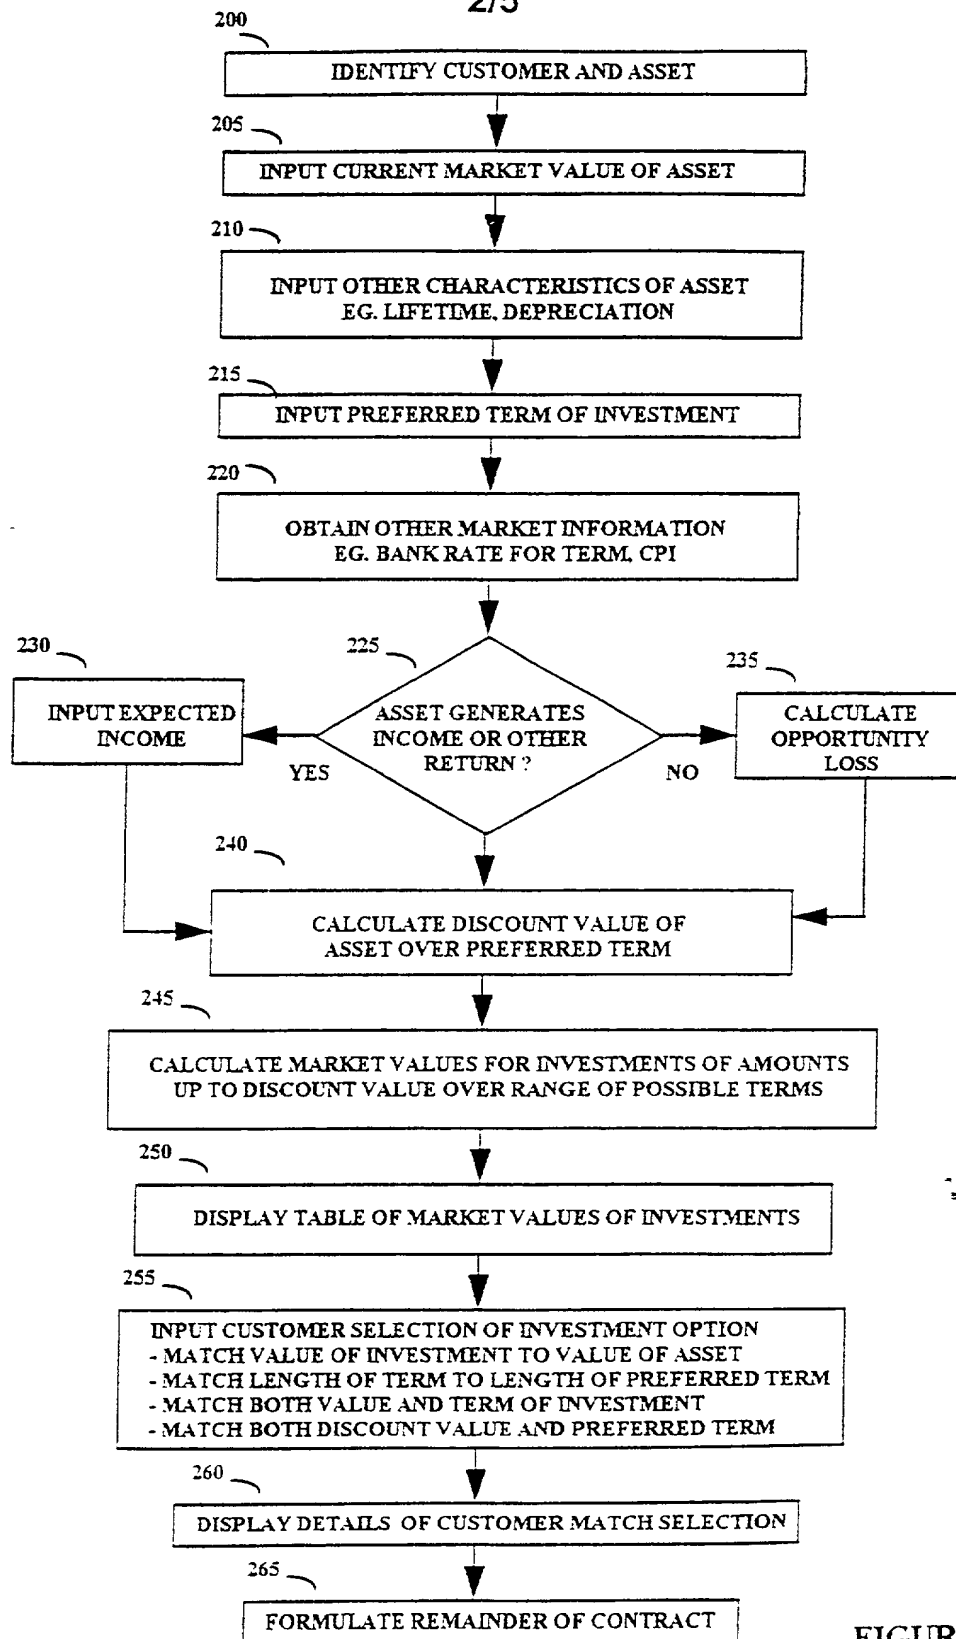 2/5
200
IDENTIFY CUSTOMER AND ASSET
205
INPUT CURRENT MARKET VALUE OF ASSET
210
INPUT OTHER CHARACTERISTICS OF ASSET
EG. LIFETIME, DEPRECIATION
215
INPUT PREFERRED TERM OF INVESTMENT
220
OBTAIN OTHER MARKET INFORMATION
EG. BANK RATE FOR TERM, CPI
230
INPUT EXPECTED
INCOME
225
ASSET GENERATES
INCOME OR OTHER
RETURN ?
YES
NO
235
CALCULATE
OPPORTUNITY
LOSS
240
CALCULATE DISCOUNT VALUE OF
ASSET OVER PREFERRED TERM
245
CALCULATE MARKET VALUES FOR INVESTMENTS OF AMOUNTS
UP TO DISCOUNT VALUE OVER RANGE OF POSSIBLE TERMS
250
DISPLAY TABLE OF MARKET VALUES OF INVESTMENTS
255
INPUT CUSTOMER SELECTION OF INVESTMENT OPTION
- MATCH VALUE OF INVESTMENT TO VALUE OF ASSET
- MATCH LENGTH OF TERM TO LENGTH OF PREFERRED TERM
- MATCH BOTH VALUE AND TERM OF INVESTMENT
- MATCH BOTH DISCOUNT VALUE AND PREFERRED TERM
260
DISPLAY DETAILS OF CUSTOMER MATCH SELECTION
265
FORMULATE REMAINDER OF CONTRACT